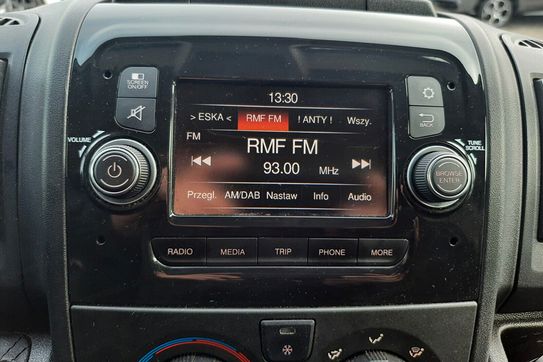 SCREEN
ON/OFF
13:30
> ESKA < RMF FM ! ANTY ! Wszy.
FM
RMF FM
93.00 MHz
Przegl. AM/DAB Nastaw Info Audio
BACK
VOLUME
TUNE
SCROLL
BROWSE
ENTER
RADIO MEDIA TRIP PHONE MORE